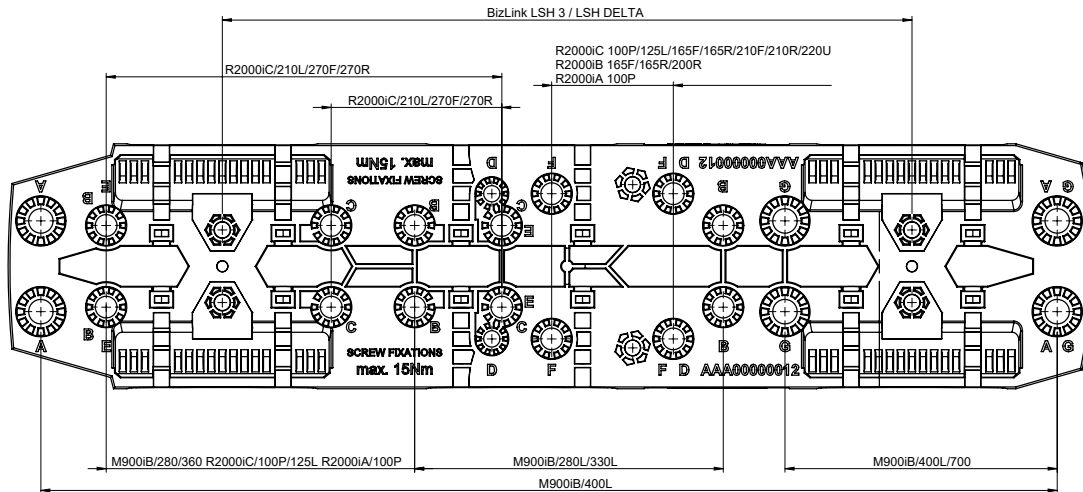 BizLink LSH 3 / LSH DELTA
R2000iC 100P/125L/165F/165R/210F/210R/220U
R2000iB 165F/165R/200R
R2000iA 100P
R2000iC/210L/270F/270R
R2000iC/210L/270F/270R
max. 15Nm
SCREW FIXATIONS
D F F D AAA00000012
A B E C B C E B G A G
A B E C B E C B G A G
SCREW FIXATIONS
max. 15Nm
D F F D AAA00000012
M900iB/280/360 R2000iC/100P/125L R2000iA/100P
M900iB/280L/330L
M900iB/400L/700
M900iB/400L